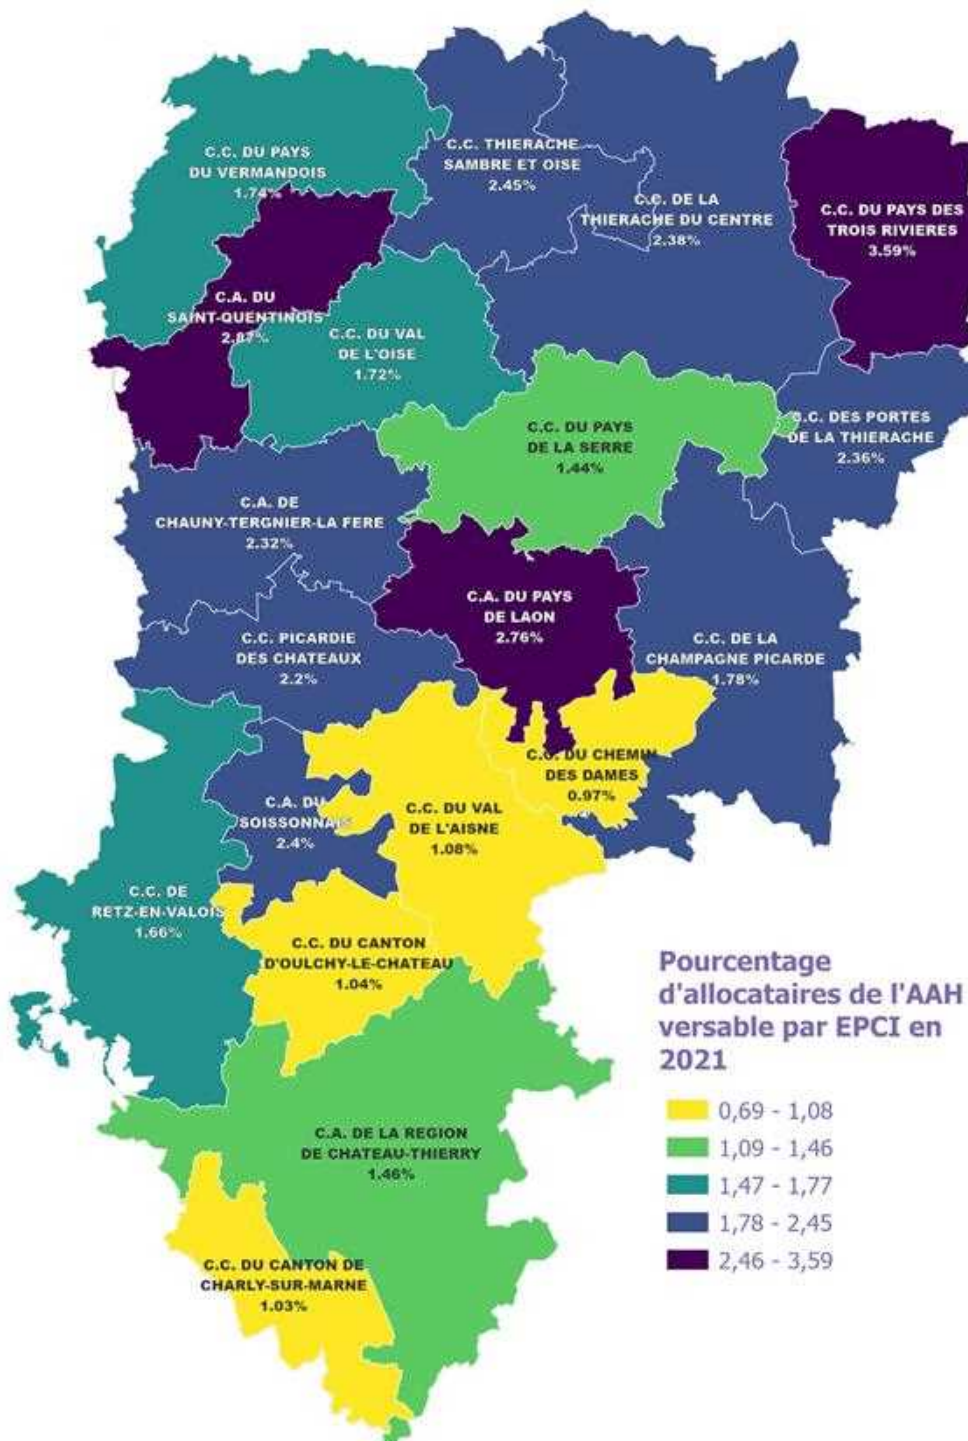 C.C. DU PAYS
DU VERMANDOIS
1.74%
C.C. THIERACHE
SAMBRE ET OISE
2.45%
C.C. DE LA
THIERACHE DU CENTRE
2.38%
C.C. DU PAYS DES
TROIS RIVIERES
3.59%
C.A. DU
SAINT-QUENTINOIS
2.87%
C.C. DU VAL
DE L'OISE
1.72%
C.C. DU PAYS
DE LA SERRE
1.44%
C.C. DES PORTES
DE LA THIERACHE
2.36%
C.A. DE
CHAUNY-TERGNIER-LA FERE
2.32%
C.A. DU PAYS
DE LAON
2.76%
C.C. PICARDIE
DES CHATEAUX
2.2%
C.C. DE LA
CHAMPAGNE PICARDE
1.78%
C.C. DU CHEMIN
DES DAMES
0.97%
C.A. DU
SOISSONNAIS
2.4%
C.C. DU VAL
DE L'AISNE
1.08%
C.C. DE
RETZ-EN-VALOIS
1.66%
C.C. DU CANTON
D'OULCHY-LE-CHATEAU
1.04%
C.A. DE LA REGION
DE CHATEAU-THIERRY
1.46%
C.C. DU CANTON DE
CHARLY-SUR-MARNE
1.03%
Pourcentage
d'allocataires de l'AAH
versable par EPCI en
2021
0,69 - 1,08
1,09 - 1,46
1,47 - 1,77
1,78 - 2,45
2,46 - 3,59